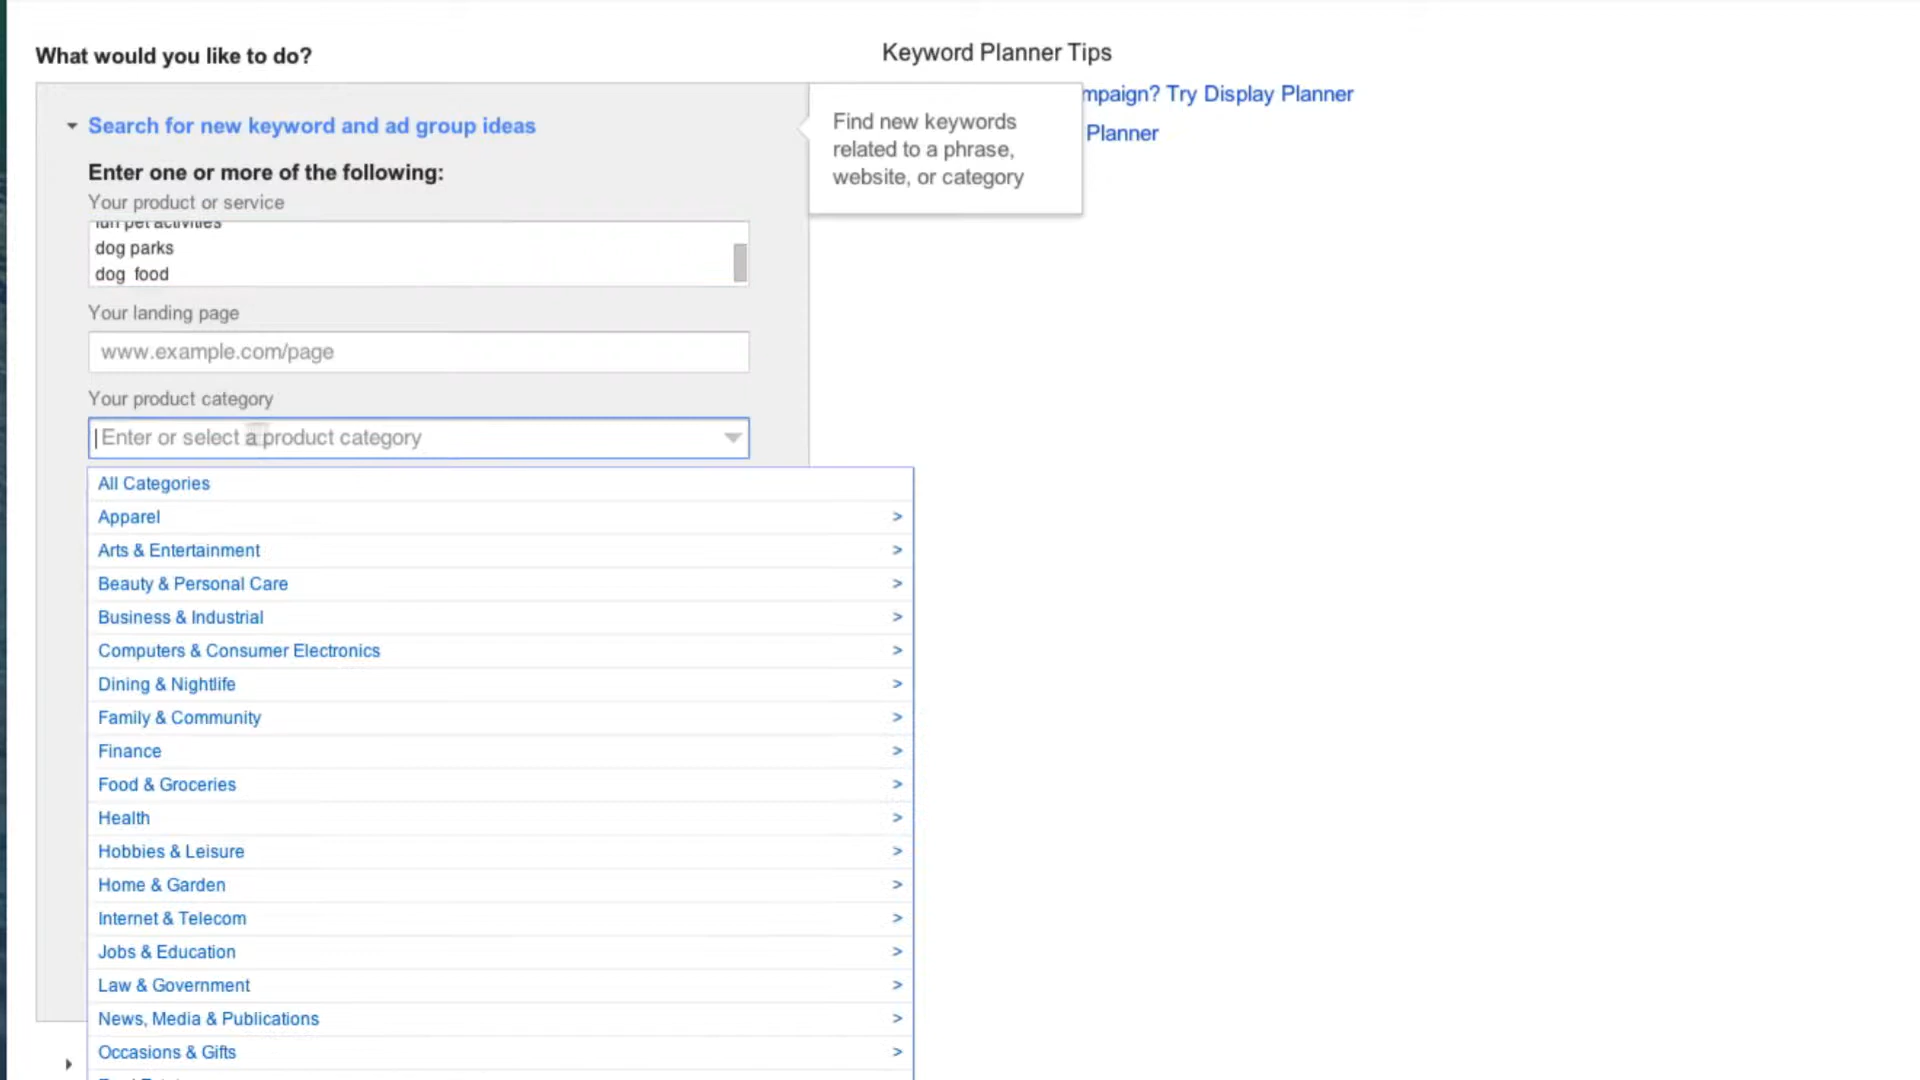 What would you like to do?
Keyword Planner Tips
mpaign? Try Display Planner
Planner
Search for new keyword and ad group ideas
Find new keywords
related to a phrase,
website, or category
Enter one or more of the following:
Your product or service
fun pet activities
dog parks
dog  food
Your landing page
www.example.com/page
Your product category
Enter or select a product category
All Categories
Apparel >
Arts & Entertainment >
Beauty & Personal Care >
Business & Industrial >
Computers & Consumer Electronics >
Dining & Nightlife >
Family & Community >
Finance >
Food & Groceries >
Health >
Hobbies & Leisure >
Home & Garden >
Internet & Telecom >
Jobs & Education >
Law & Government >
News, Media & Publications >
Occasions & Gifts >